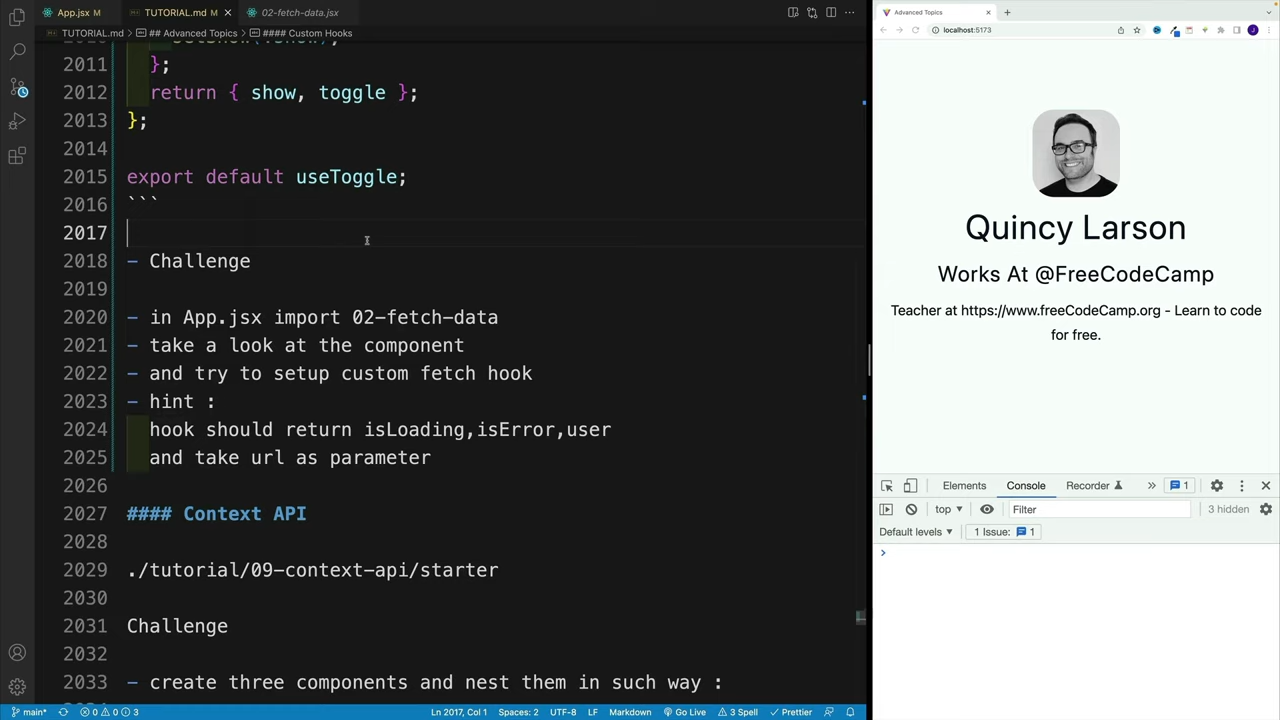 App.jsx M
TUTORIAL.md M
02-fetch-data.jsx
TUTORIAL.md > ## Advanced Topics > #### Custom Hooks
2011 };
2012 return { show, toggle };
2013 };
2014
2015 export default useToggle;
2016 ```
2017
2018 - Challenge
2019
2020 - in App.jsx import 02-fetch-data
2021 - take a look at the component
2022 - and try to setup custom fetch hook
2023 - hint :
2024 hook should return isLoading,isError,user
2025 and take url as parameter
2026
2027 #### Context API
2028
2029 ./tutorial/09-context-api/starter
2030
2031 Challenge
2032
2033 - create three components and nest them in such way :
main* 0 0 3 Ln 2017, Col 1 Spaces: 2 UTF-8 LF Markdown Go Live 3 Spell Prettier
Advanced Topics
localhost:5173
J
Quincy Larson
Works At @FreeCodeCamp
Teacher at https://www.freeCodeCamp.org - Learn to code
for free.
Elements Console Recorder 1
top Filter 3 hidden
Default levels 1 Issue: 1